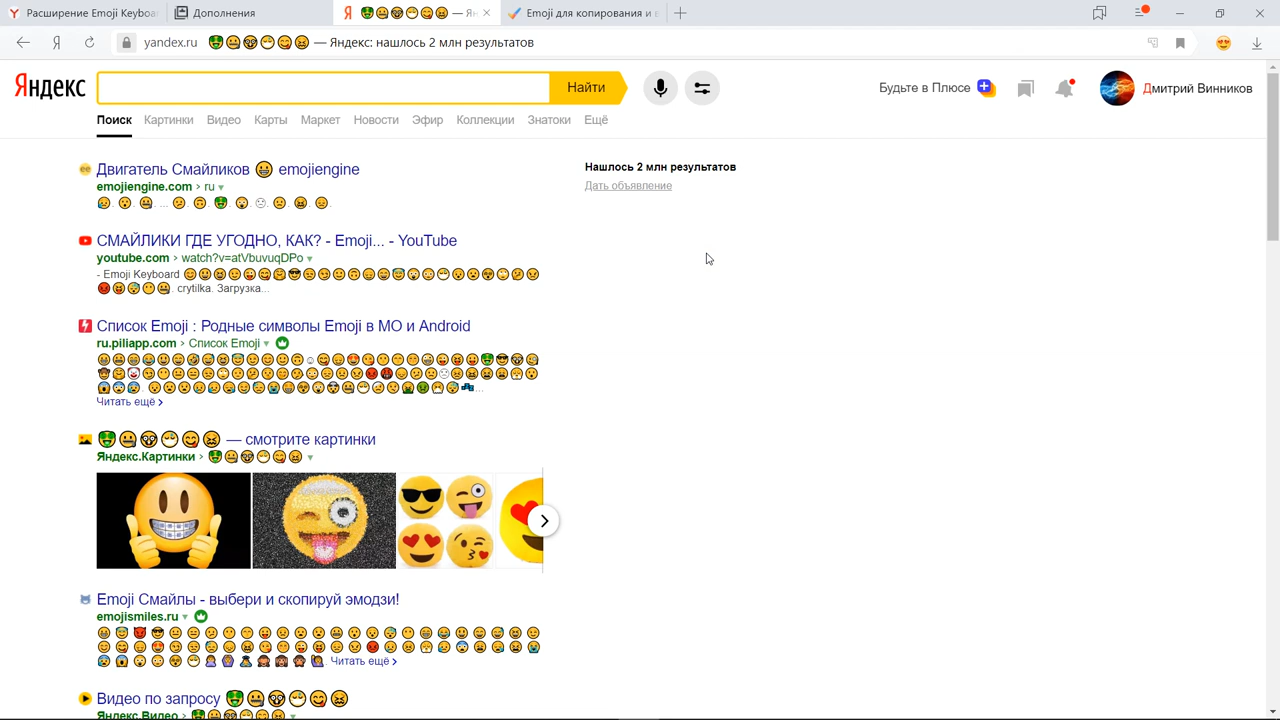 Расширение Emoji Keyboa
Дополнения
🤑🤐🤓😷😋😖 — Ян
Emoji для копирования и в
yandex.ru 🤑🤐🤓😷😋😖 — Яндекс: нашлось 2 млн результатов
Яндекс
Найти
Будьте в Плюсе
Дмитрий Винников
Поиск Картинки Видео Карты Маркет Новости Эфир Коллекции Знатоки Ещё
Двигатель Смайликов 😀 emojiengine
emojiengine.com > ru
Нашлось 2 млн результатов
Дать объявление
СМАЙЛИКИ ГДЕ УГОДНО, КАК? - Emoji... - YouTube
youtube.com > watch?v=atVbuvuqDPo
- Emoji Keyboard
. crytilka. Загрузка...
Список Emoji : Родные символы Emoji в МО и Android
ru.piliapp.com > Список Emoji
Читать ещё >
🤑🤐🤓😷😋😖 — смотрите картинки
Яндекс.Картинки > 🤑🤐🤓😷😋😖
Emoji Смайлы - выбери и скопируй эмодзи!
emojismiles.ru
Читать ещё >
Видео по запросу 🤑🤐🤓😷😋😖
Яндекс.Видео > 🤑🤐🤓😷😋😖